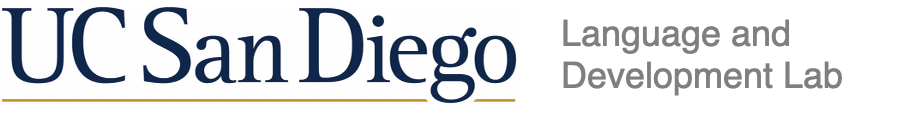 UC San Diego
Language and
Development Lab